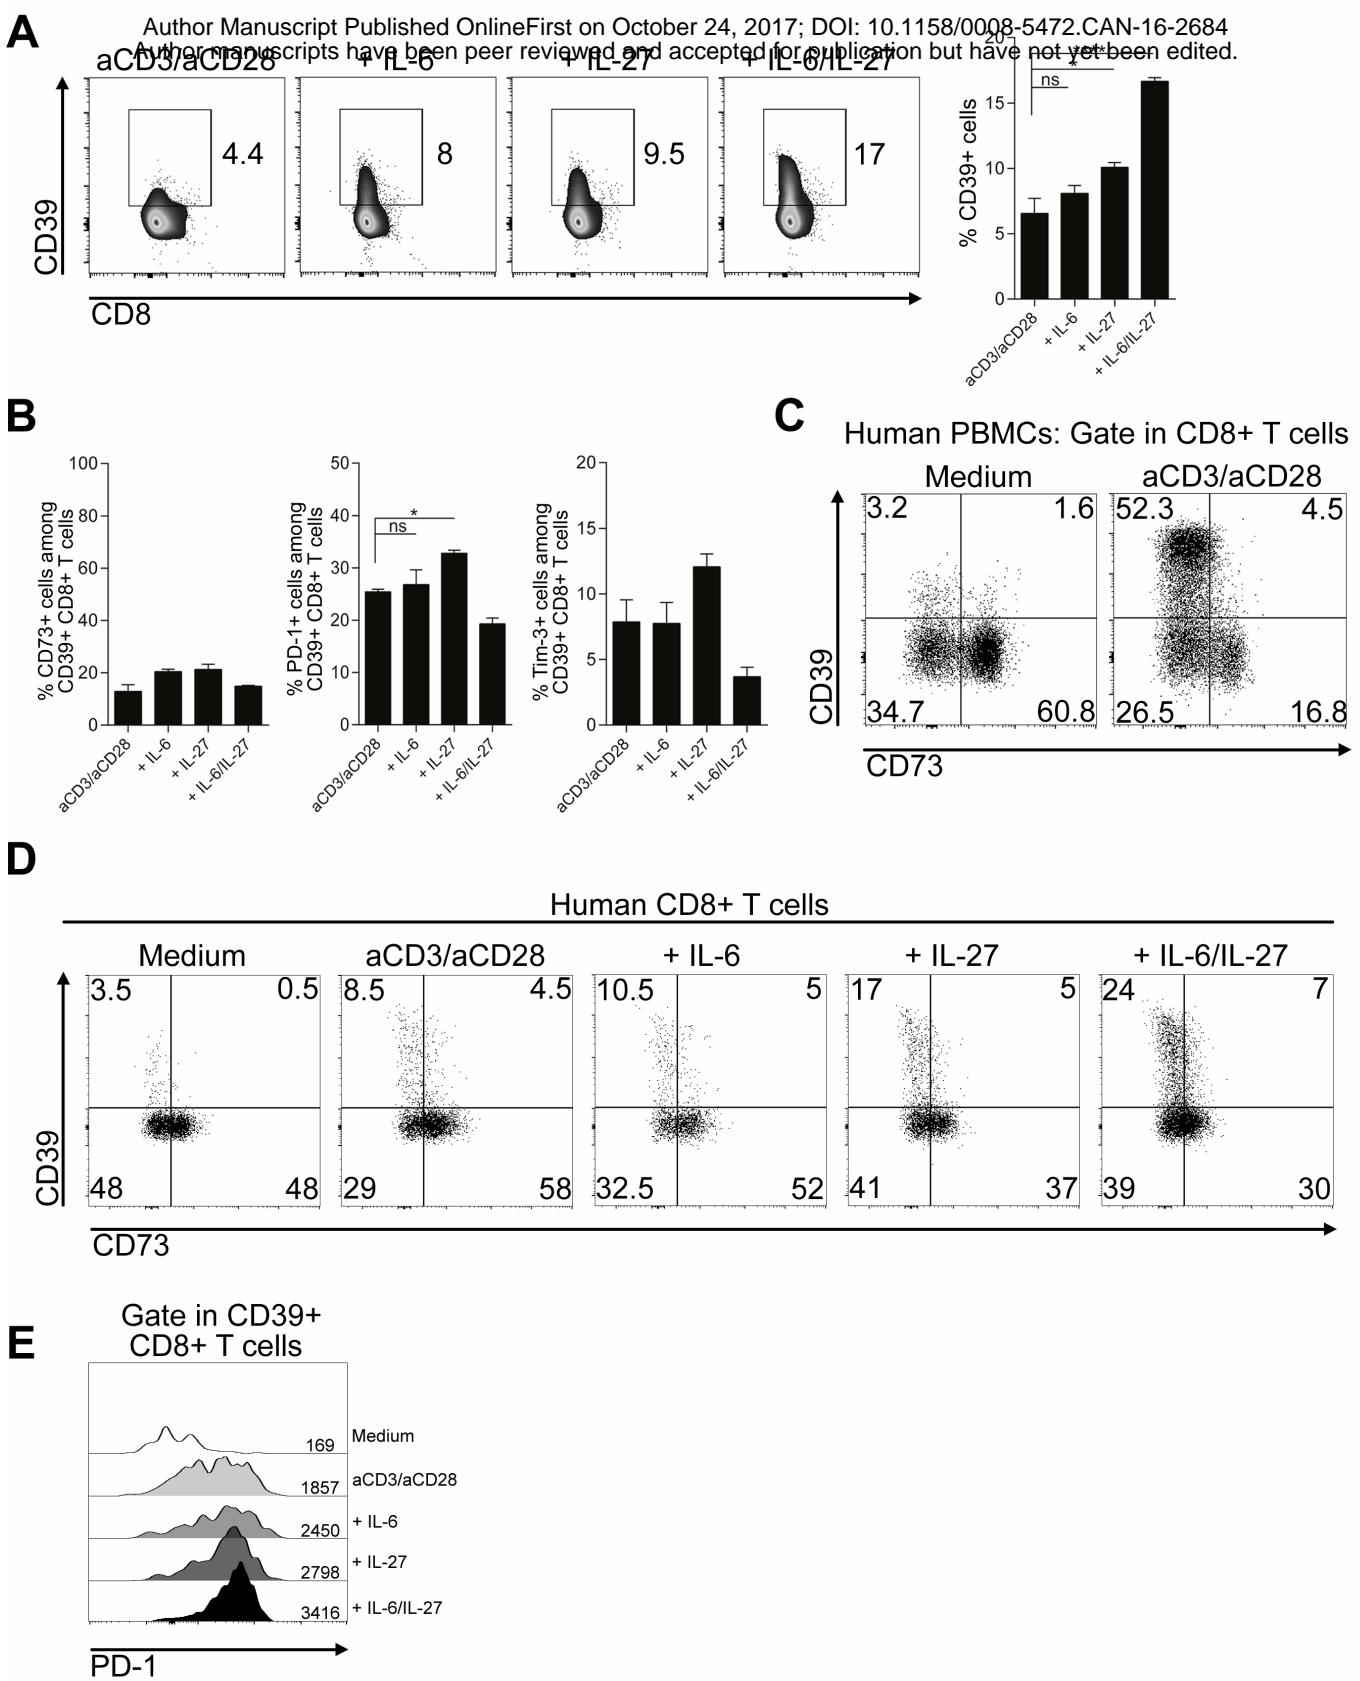 Author Manuscript Published OnlineFirst on October 24, 2017; DOI: 10.1158/0008-5472.CAN-16-2684
Author manuscripts have been peer reviewed and accepted for publication but have not yet been edited.
A
aCD3/aCD28
+ IL-6
+ IL-27
+ IL-6/IL-27
4.4
8
9.5
17
CD39
CD8
% CD39+ cells
20
15
10
5
0
****
*
ns
aCD3/aCD28
+ IL-6
+ IL-27
+ IL-6/IL-27
B
% CD73+ cells among
CD39+ CD8+ T cells
100
80
60
40
20
0
aCD3/aCD28
+ IL-6
+ IL-27
+ IL-6/IL-27
% PD-1+ cells among
CD39+ CD8+ T cells
50
40
30
20
10
0
*
ns
aCD3/aCD28
+ IL-6
+ IL-27
+ IL-6/IL-27
% Tim-3+ cells among
CD39+ CD8+ T cells
20
15
10
5
0
aCD3/aCD28
+ IL-6
+ IL-27
+ IL-6/IL-27
C
Human PBMCs: Gate in CD8+ T cells
Medium
aCD3/aCD28
3.2
1.6
52.3
4.5
34.7
60.8
26.5
16.8
CD39
CD73
D
Human CD8+ T cells
Medium
aCD3/aCD28
+ IL-6
+ IL-27
+ IL-6/IL-27
3.5
0.5
8.5
4.5
10.5
5
17
5
24
7
48
48
29
58
32.5
52
41
37
39
30
CD39
CD73
E
Gate in CD39+
CD8+ T cells
169
Medium
1857
aCD3/aCD28
2450
+ IL-6
2798
+ IL-27
3416
+ IL-6/IL-27
PD-1